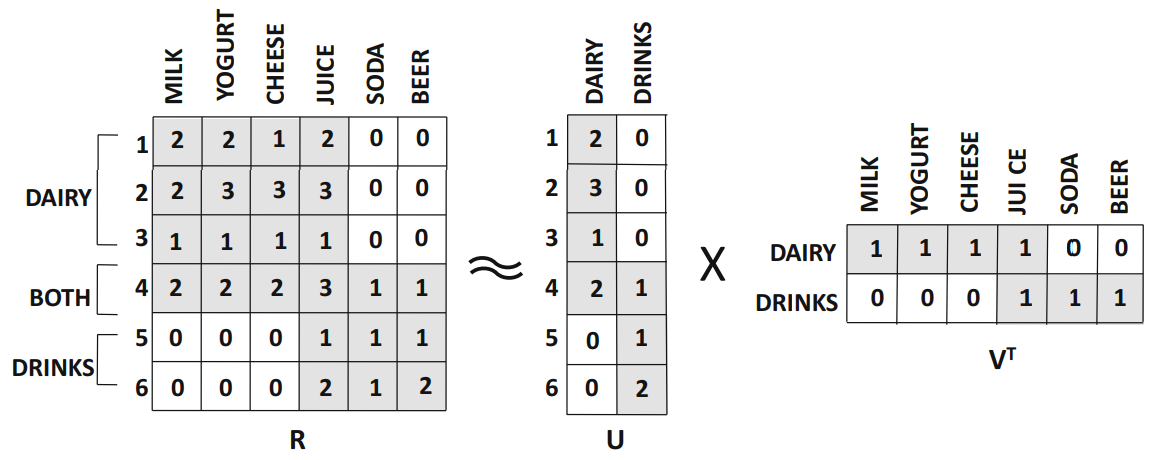 MILK YOGURT CHEESE JUICE SODA BEER
DAIRY
BOTH
DRINKS
1 2 2 1 2 0 0
2 2 3 3 3 0 0
3 1 1 1 1 0 0
4 2 2 2 3 1 1
5 0 0 0 1 1 1
6 0 0 0 2 1 2
R
≈
DAIRY DRINKS
1 2 0
2 3 0
3 1 0
4 2 1
5 0 1
6 0 2
U
X
MILK YOGURT CHEESE JUI CE SODA BEER
DAIRY 1 1 1 1 0 0
DRINKS 0 0 0 1 1 1
Vᵀ